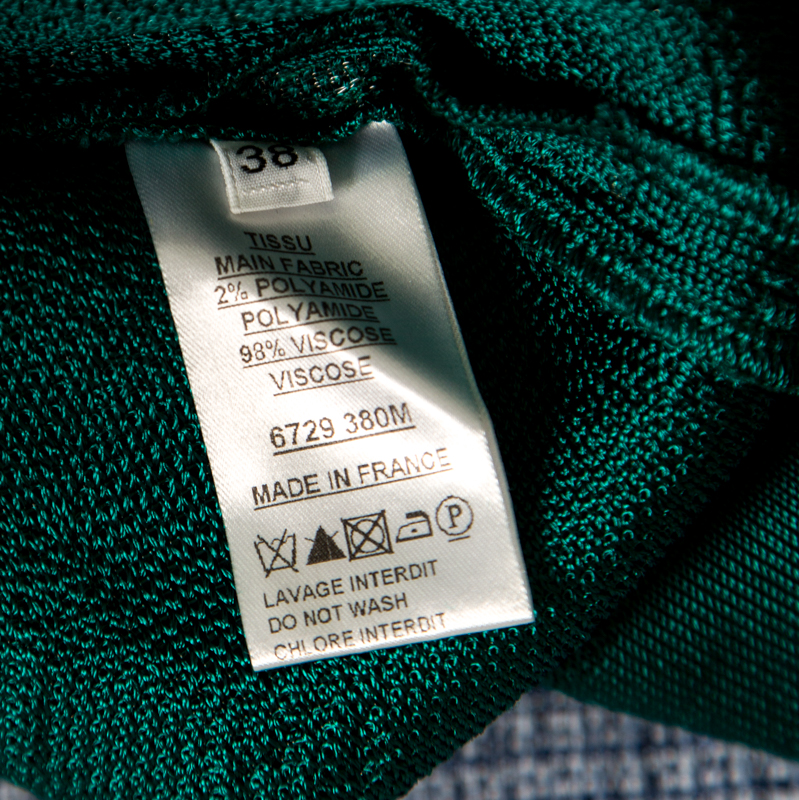 38
TISSU
MAIN FABRIC
2% POLYAMIDE
POLYAMIDE
98% VISCOSE
VISCOSE
6729 380M
MADE IN FRANCE
P
LAVAGE INTERDIT
DO NOT WASH
CHLORE INTERDIT